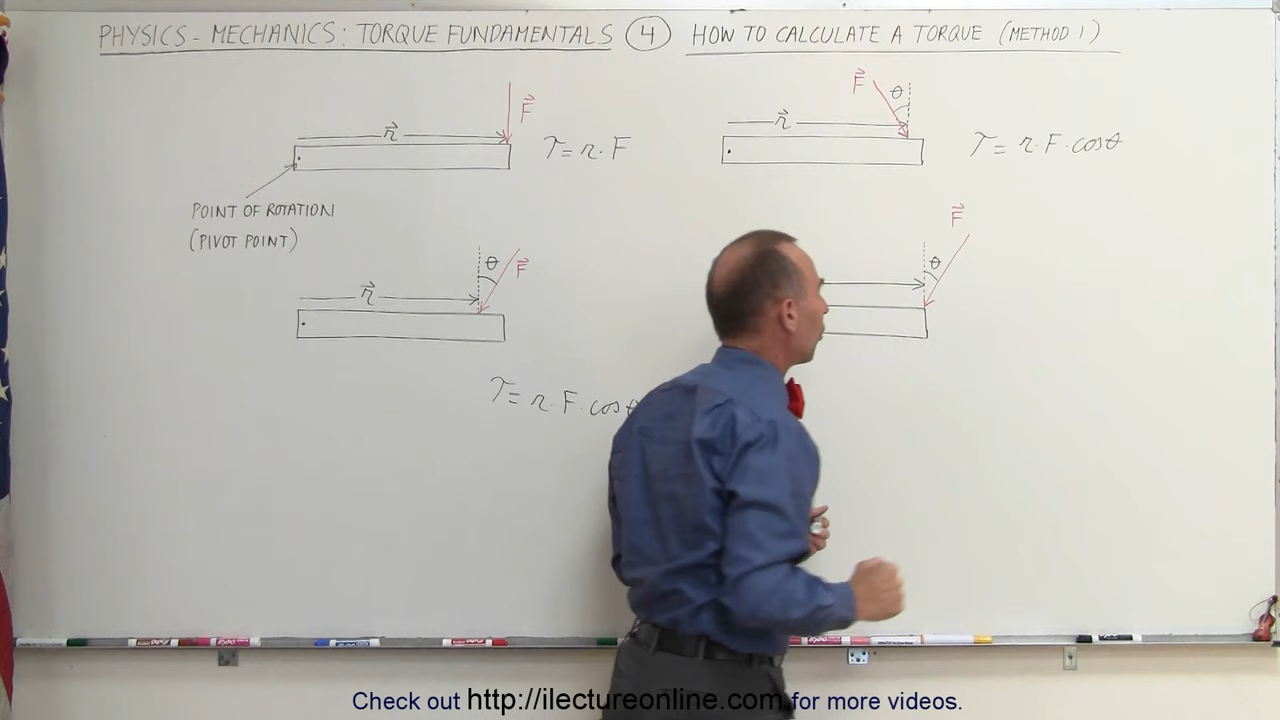 PHYSICS - MECHANICS: TORQUE FUNDAMENTALS ④ HOW TO CALCULATE A TORQUE (METHOD 1)
F⃗
r⃗
τ = r · F
POINT OF ROTATION
(PIVOT POINT)
F⃗ θ
r⃗
τ = r · F · cosθ
θ F⃗
r⃗
τ = r · F · cosθ
F⃗
θ
Check out http://ilectureonline.com for more videos.